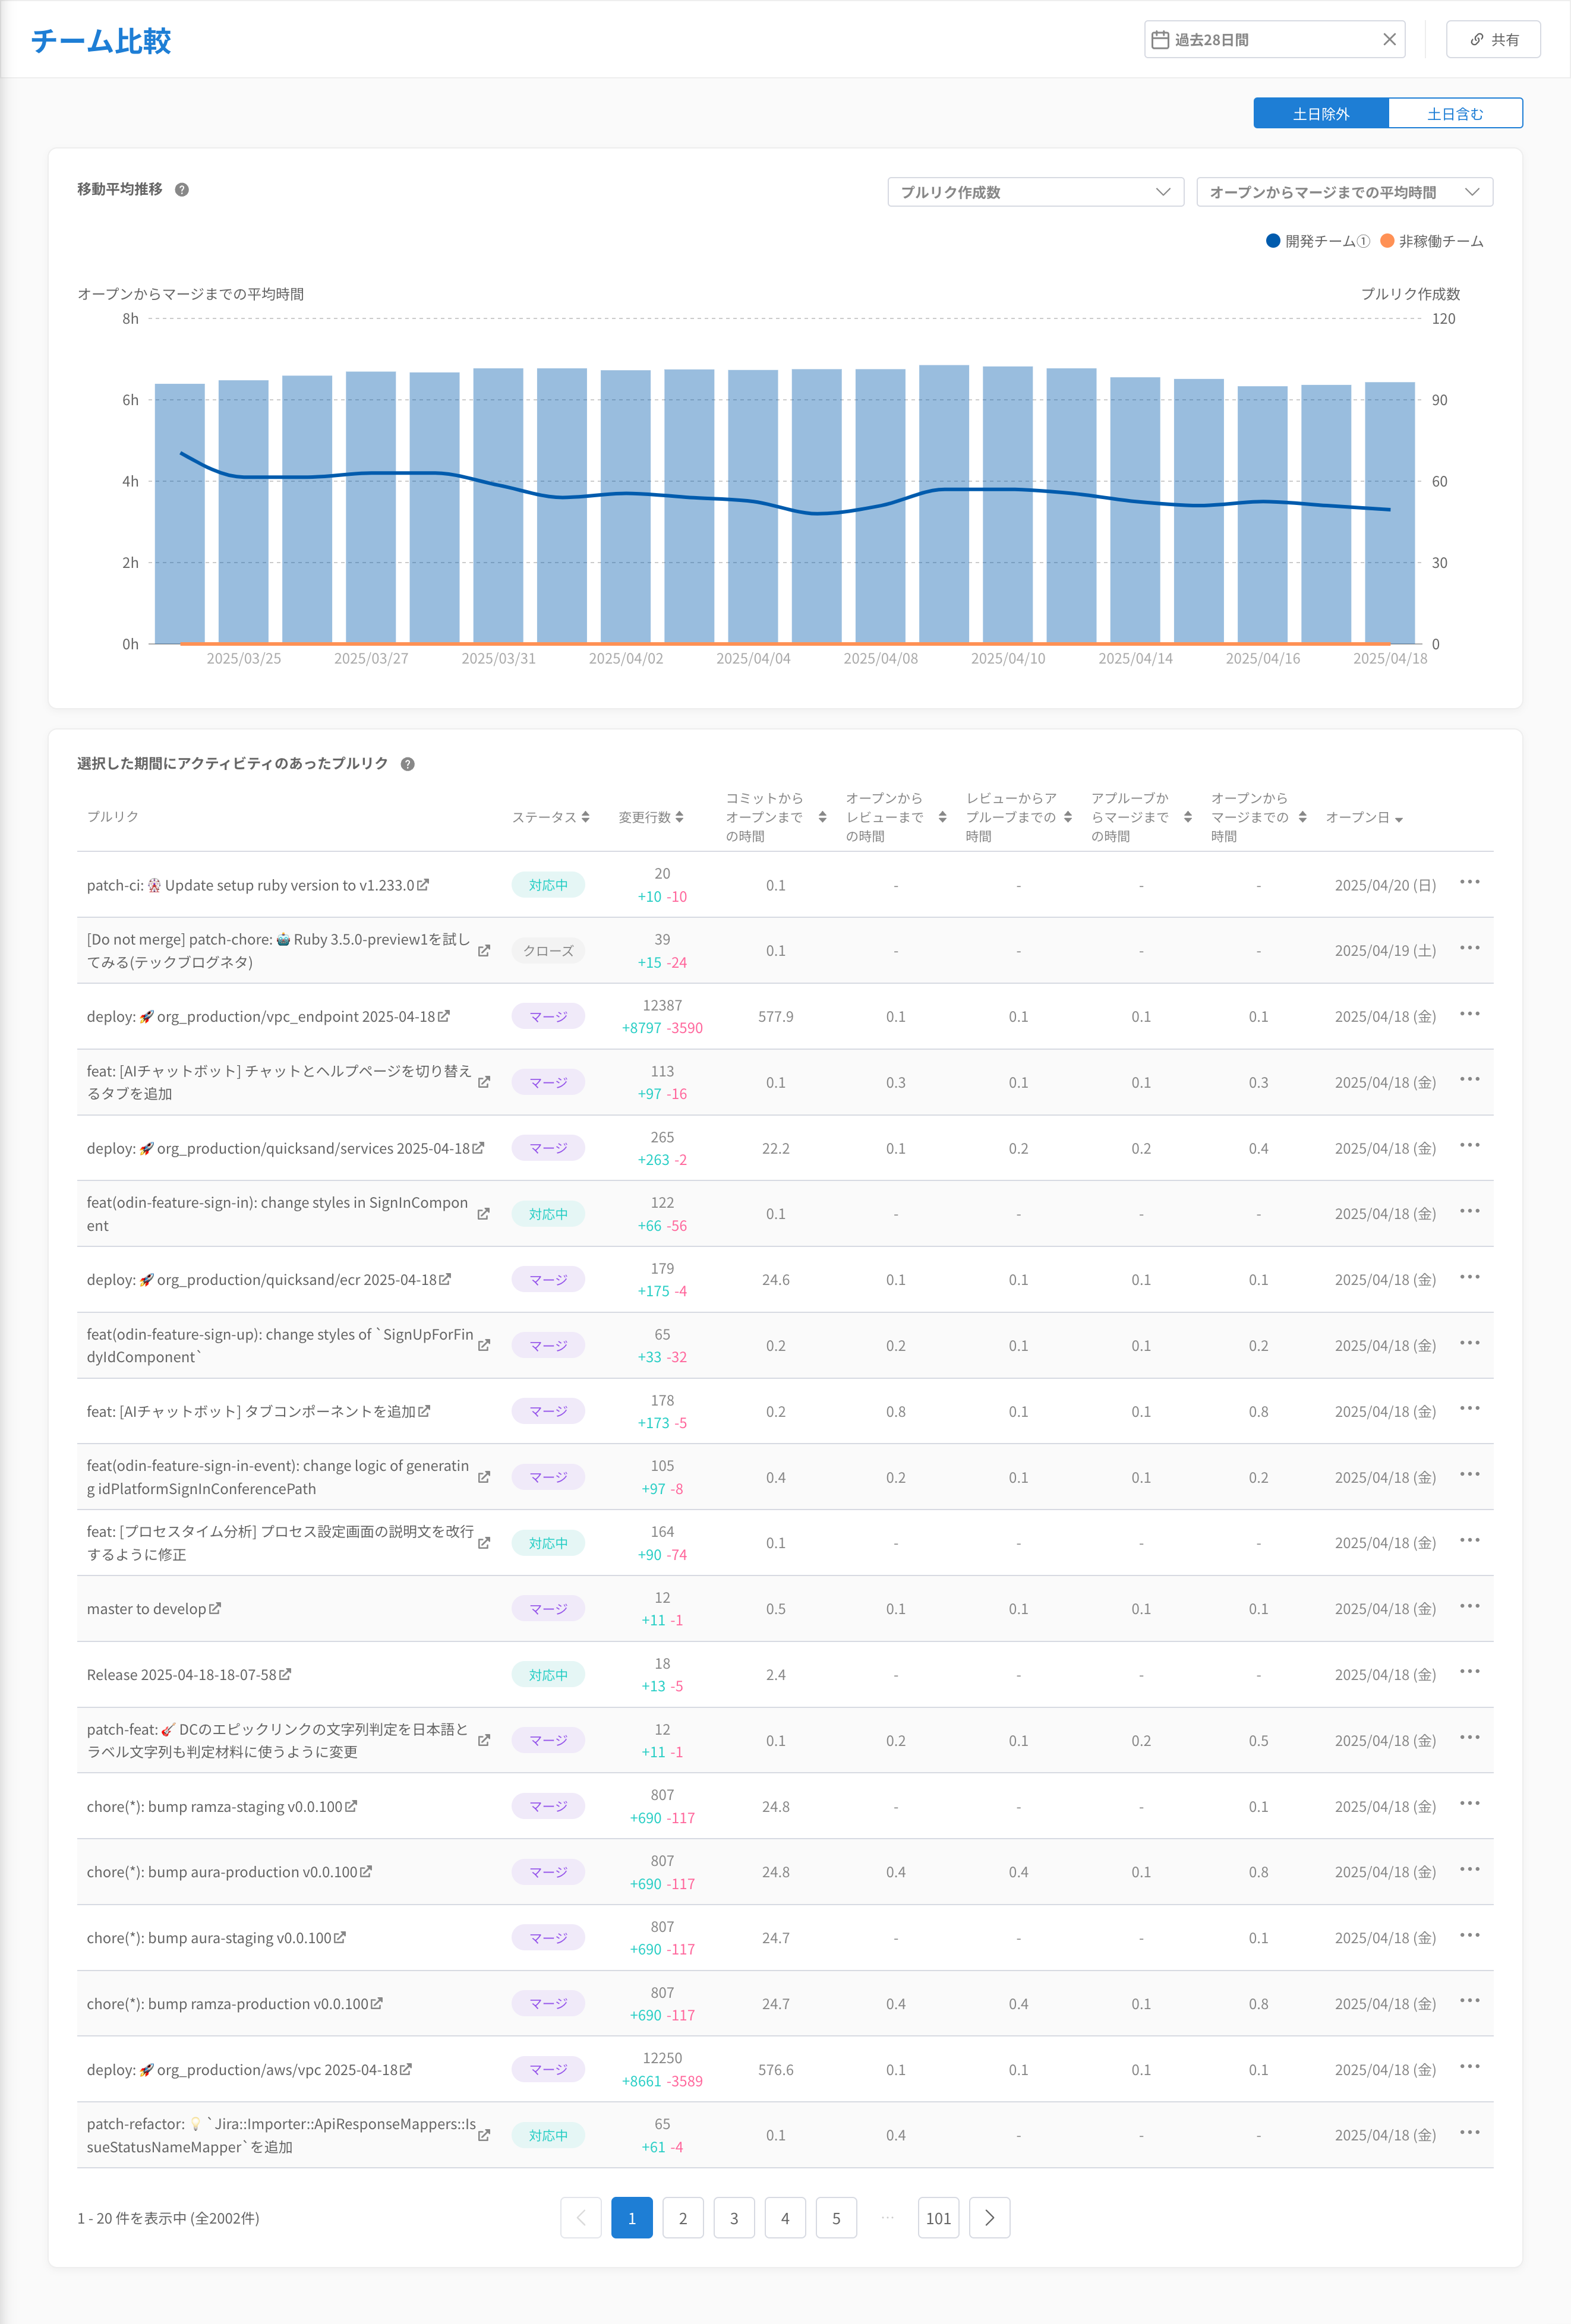 チーム比較
過去28日間
共有
土日除外
土日含む
移動平均推移
プルリク作成数
オープンからマージまでの平均時間
開発チーム① 非稼働チーム
オープンからマージまでの平均時間
プルリク作成数
8h
120
6h
90
4h
60
2h
30
0h
0
2025/03/25 2025/03/27 2025/03/31 2025/04/02 2025/04/04 2025/04/08 2025/04/10 2025/04/14 2025/04/16 2025/04/18
選択した期間にアクティビティのあったプルリク
プルリク
ステータス
変更行数
コミットから
オープンまで
の時間
オープンから
レビューまで
の時間
レビューからア
プルーブまでの
時間
アプルーブか
らマージまで
の時間
オープンから
マージまでの
時間
オープン日
patch-ci: 🎡 Update setup ruby version to v1.233.0
対応中
20
+10 -10
0.1 - - - - 2025/04/20 (日)
[Do not merge] patch-chore: 🤖 Ruby 3.5.0-preview1を試し
てみる(テックブログネタ)
クローズ
39
+15 -24
0.1 - - - - 2025/04/19 (土)
deploy: 🚀 org_production/vpc_endpoint 2025-04-18
マージ
12387
+8797 -3590
577.9 0.1 0.1 0.1 0.1 2025/04/18 (金)
feat: [AIチャットボット] チャットとヘルプページを切り替え
るタブを追加
マージ
113
+97 -16
0.1 0.3 0.1 0.1 0.3 2025/04/18 (金)
deploy: 🚀 org_production/quicksand/services 2025-04-18
マージ
265
+263 -2
22.2 0.1 0.2 0.2 0.4 2025/04/18 (金)
feat(odin-feature-sign-in): change styles in SignInCompon
ent
対応中
122
+66 -56
0.1 - - - - 2025/04/18 (金)
deploy: 🚀 org_production/quicksand/ecr 2025-04-18
マージ
179
+175 -4
24.6 0.1 0.1 0.1 0.1 2025/04/18 (金)
feat(odin-feature-sign-up): change styles of `SignUpForFin
dyIdComponent`
マージ
65
+33 -32
0.2 0.2 0.1 0.1 0.2 2025/04/18 (金)
feat: [AIチャットボット] タブコンポーネントを追加
マージ
178
+173 -5
0.2 0.8 0.1 0.1 0.8 2025/04/18 (金)
feat(odin-feature-sign-in-event): change logic of generatin
g idPlatformSignInConferencePath
マージ
105
+97 -8
0.4 0.2 0.1 0.1 0.2 2025/04/18 (金)
feat: [プロセスタイム分析] プロセス設定画面の説明文を改行
するように修正
対応中
164
+90 -74
0.1 - - - - 2025/04/18 (金)
master to develop
マージ
12
+11 -1
0.5 0.1 0.1 0.1 0.1 2025/04/18 (金)
Release 2025-04-18-18-07-58
対応中
18
+13 -5
2.4 - - - - 2025/04/18 (金)
patch-feat: 🎸 DCのエピックリンクの文字列判定を日本語と
ラベル文字列も判定材料に使うように変更
マージ
12
+11 -1
0.1 0.2 0.1 0.2 0.5 2025/04/18 (金)
chore(*): bump ramza-staging v0.0.100
マージ
807
+690 -117
24.8 - - - 0.1 2025/04/18 (金)
chore(*): bump aura-production v0.0.100
マージ
807
+690 -117
24.8 0.4 0.4 0.1 0.8 2025/04/18 (金)
chore(*): bump aura-staging v0.0.100
マージ
807
+690 -117
24.7 - - - 0.1 2025/04/18 (金)
chore(*): bump ramza-production v0.0.100
マージ
807
+690 -117
24.7 0.4 0.4 0.1 0.8 2025/04/18 (金)
deploy: 🚀 org_production/aws/vpc 2025-04-18
マージ
12250
+8661 -3589
576.6 0.1 0.1 0.1 0.1 2025/04/18 (金)
patch-refactor: 💡 `Jira::Importer::ApiResponseMappers::Is
sueStatusNameMapper`を追加
対応中
65
+61 -4
0.1 0.4 - - - 2025/04/18 (金)
1 - 20 件を表示中 (全2002件)
1 2 3 4 5 ··· 101